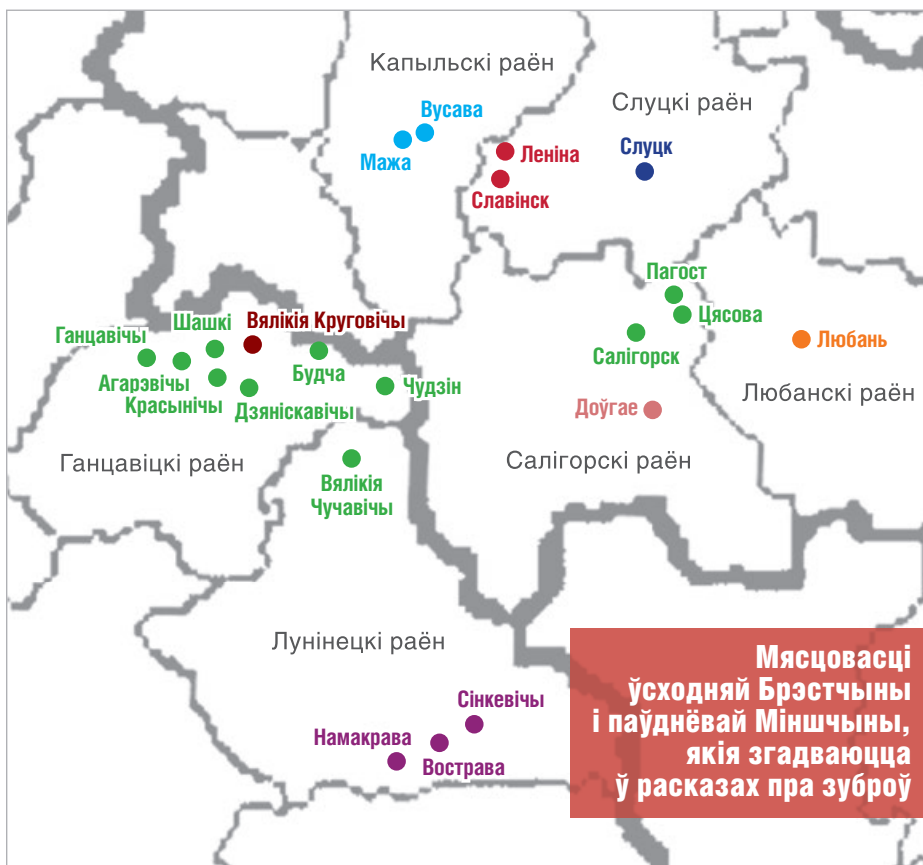 Капыльскі раён
Слуцкі раён
Вусава
Мажа
Леніна
Славінск
Слуцк
Пагост
Цясова
Салігорск
Любань
Любанскі раён
Доўгае
Салігорскі раён
Ганцавічы
Шашкі
Вялікія Круговічы
Агарэвічы
Красынічы
Дзяніскавічы
Будча
Чудзін
Ганцавіцкі раён
Вялікія
Чучавічы
Лунінецкі раён
Сінкевічы
Намакрава
Вострава
Мясцовасці
ўсходняй Брэстчыны
і паўднёвай Міншчыны,
якія згадваюцца
ў расказах пра зуброў